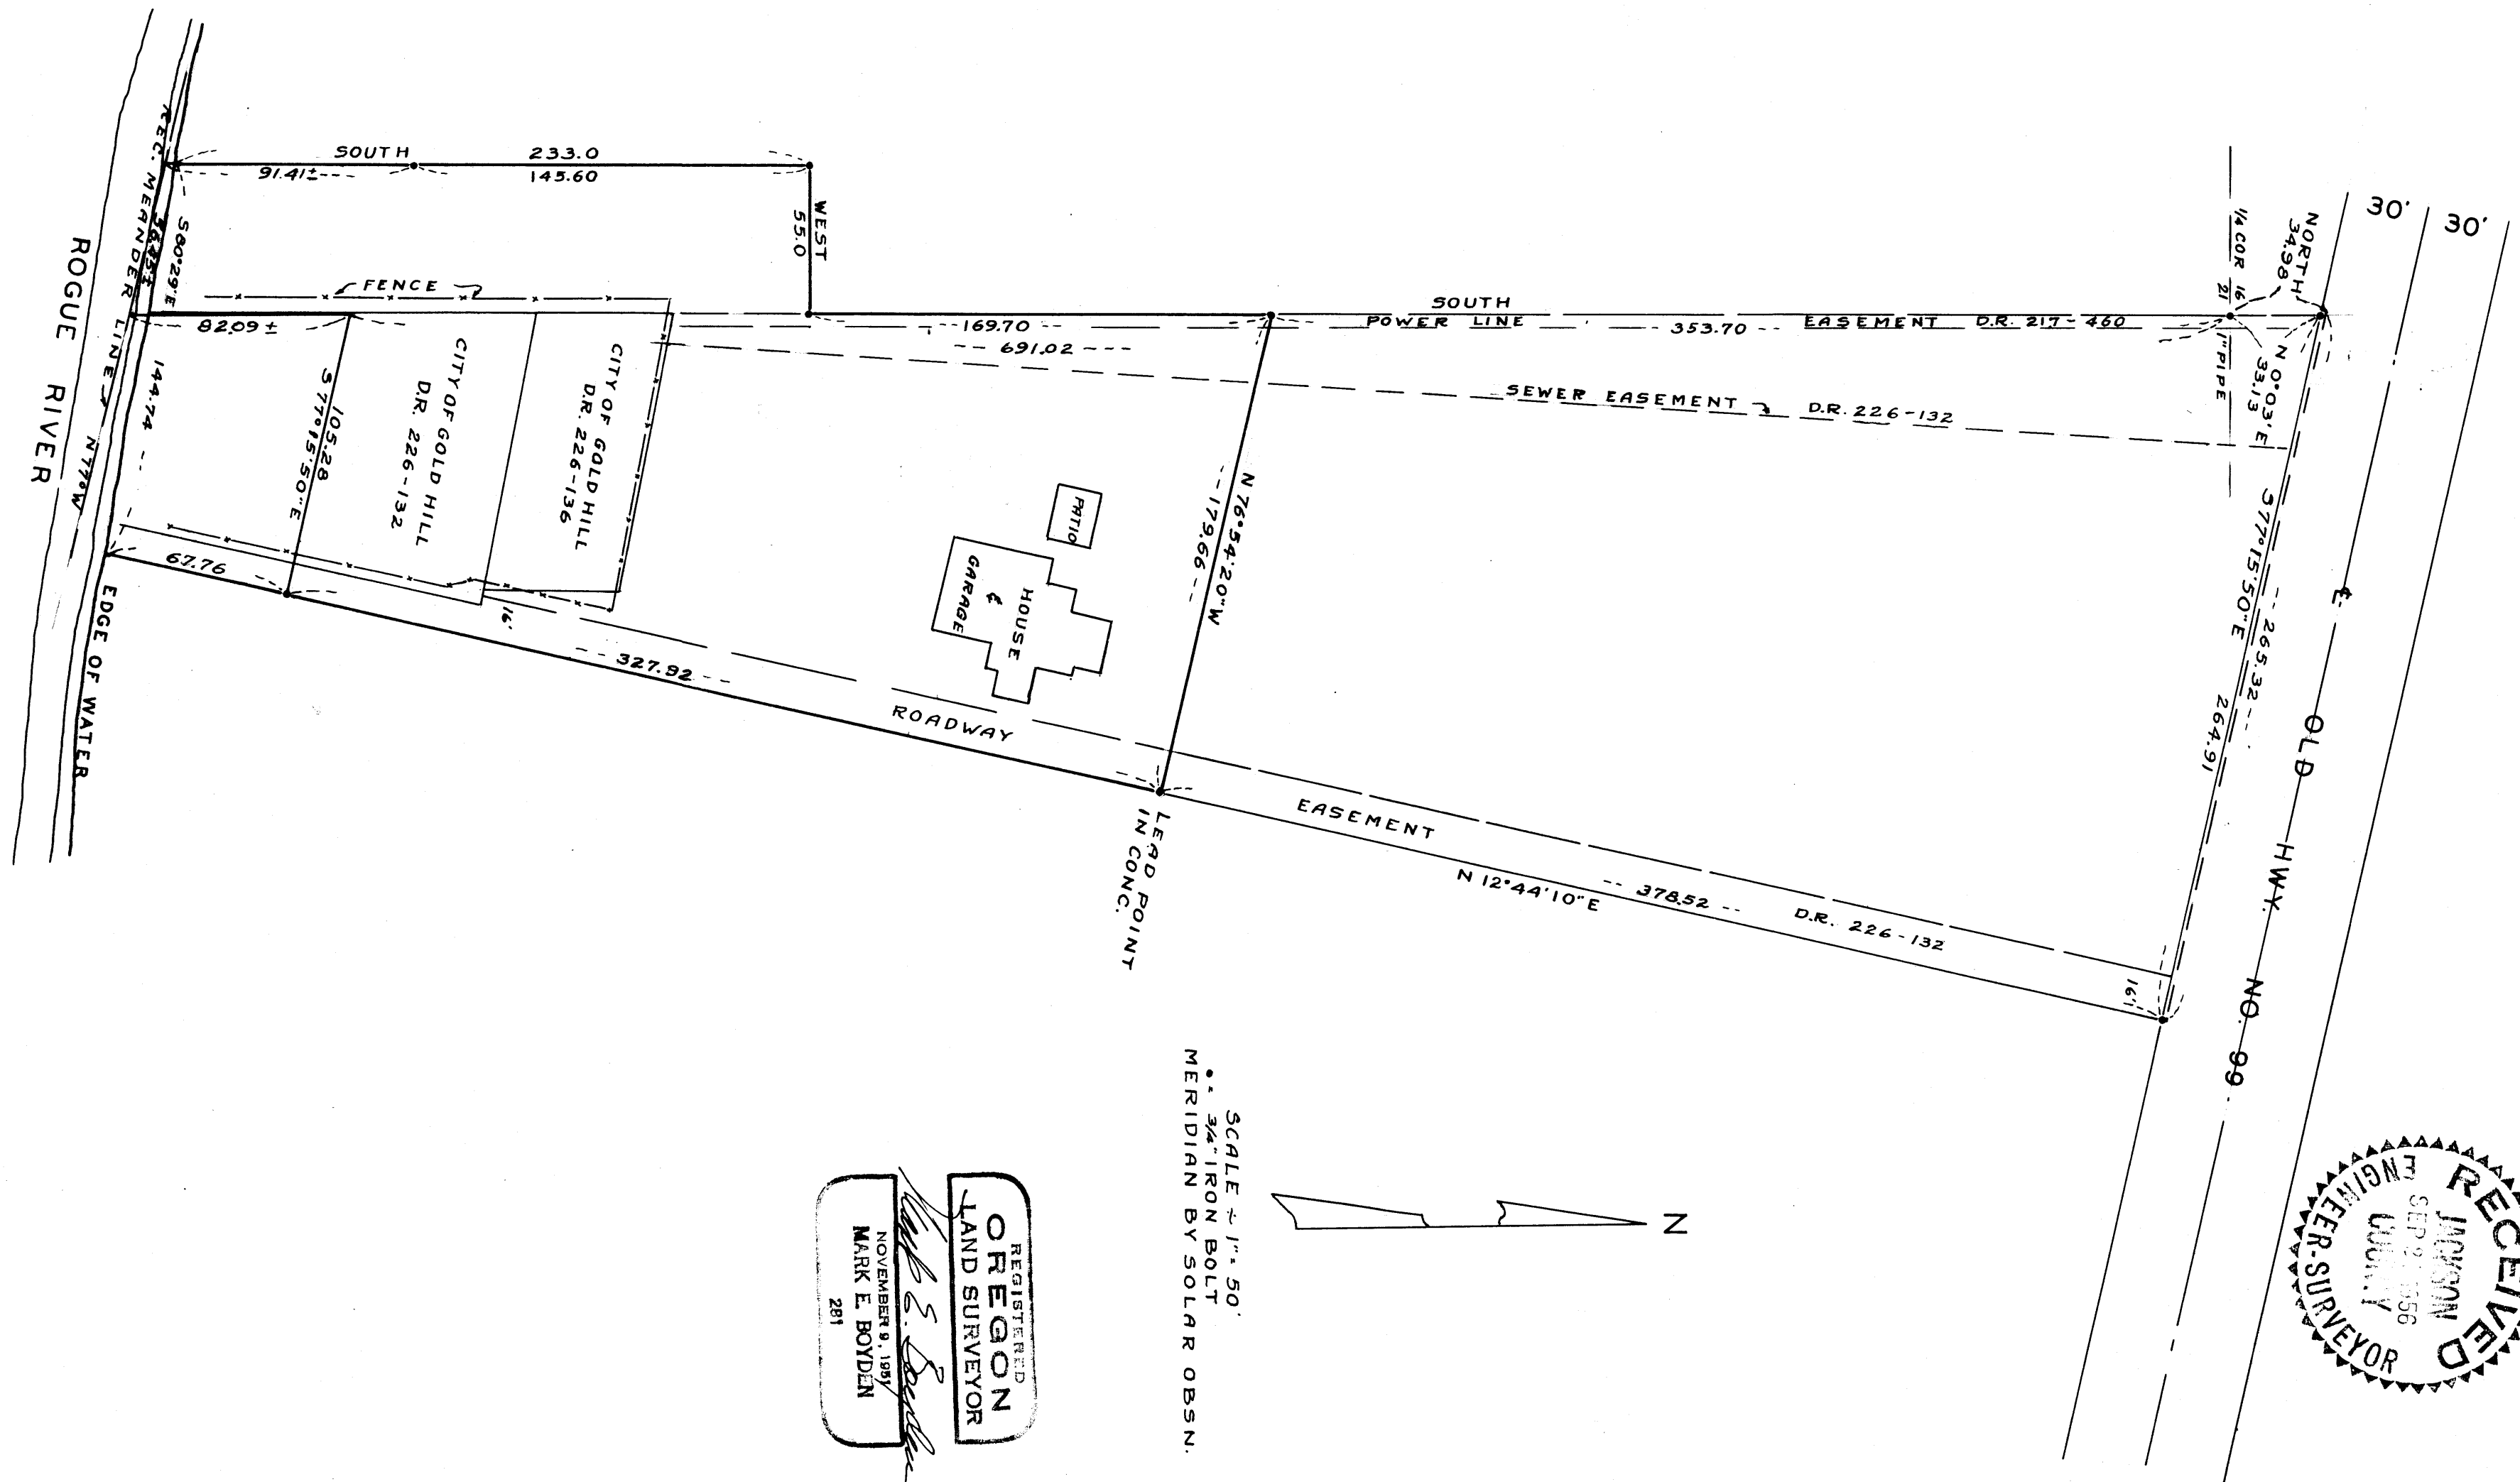 SOUTH 233.0
91.41± 145.60
WEST
55.0
FENCE
82.09 ±
SOUTH
POWER LINE 353.70 EASEMENT D.R. 217-460
169.70
691.02
SEWER EASEMENT D.R. 226-132
1/4 COR 16
21
1" PIPE
NORTH
34.98
N 0°03'E
33.13
30' 30'
S77°15'50"E
265.32
264.91
℄ OLD HWY. NO. 99
REC. MEANDER LINE N 77°W
S80°29'E
144.74
ROGUE RIVER
EDGE OF WATER
105.28
S 77°15'50"E
CITY OF GOLD HILL
D.R. 226-132
CITY OF GOLD HILL
D.R. 226-136
PATIO
HOUSE
&
GARAGE
N 76°54'20"W
179.66
67.76
16'
327.92
ROADWAY
EASEMENT
N 12°44'10"E
378.52
D.R. 226-132
16'
LEAD POINT
IN CONC.
SCALE ÷ 1" = 50'
• = 3/4" IRON BOLT
MERIDIAN BY SOLAR OBSN.
N
REGISTERED
OREGON
LAND SURVEYOR
Mark E. Boyden
NOVEMBER 9, 1951
MARK E. BOYDEN
281
RECEIVED
JACKSON
COUNTY
ENGINEER-SURVEYOR